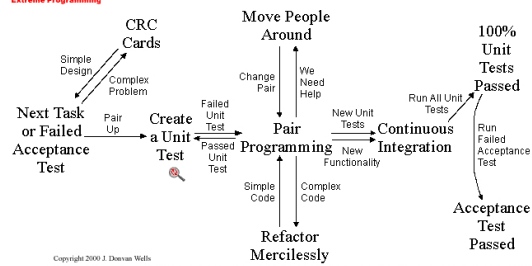 Extreme Programming
CRC
Cards
Simple
Design
Complex
Problem
Next Task
or Failed
Acceptance
Test
Pair
Up
Create
a Unit
Test
Failed
Unit
Test
Passed
Unit
Test
Move People
Around
Change
Pair
We
Need
Help
Pair
Programming
Simple
Code
Complex
Code
Refactor
Mercilessly
New Unit
Tests
New
Functionality
Continuous
Integration
Run All Unit
Tests
100%
Unit
Tests
Passed
Run
Failed
Acceptance
Test
Acceptance
Test
Passed
Copyright 2000 J. Donvan Wells